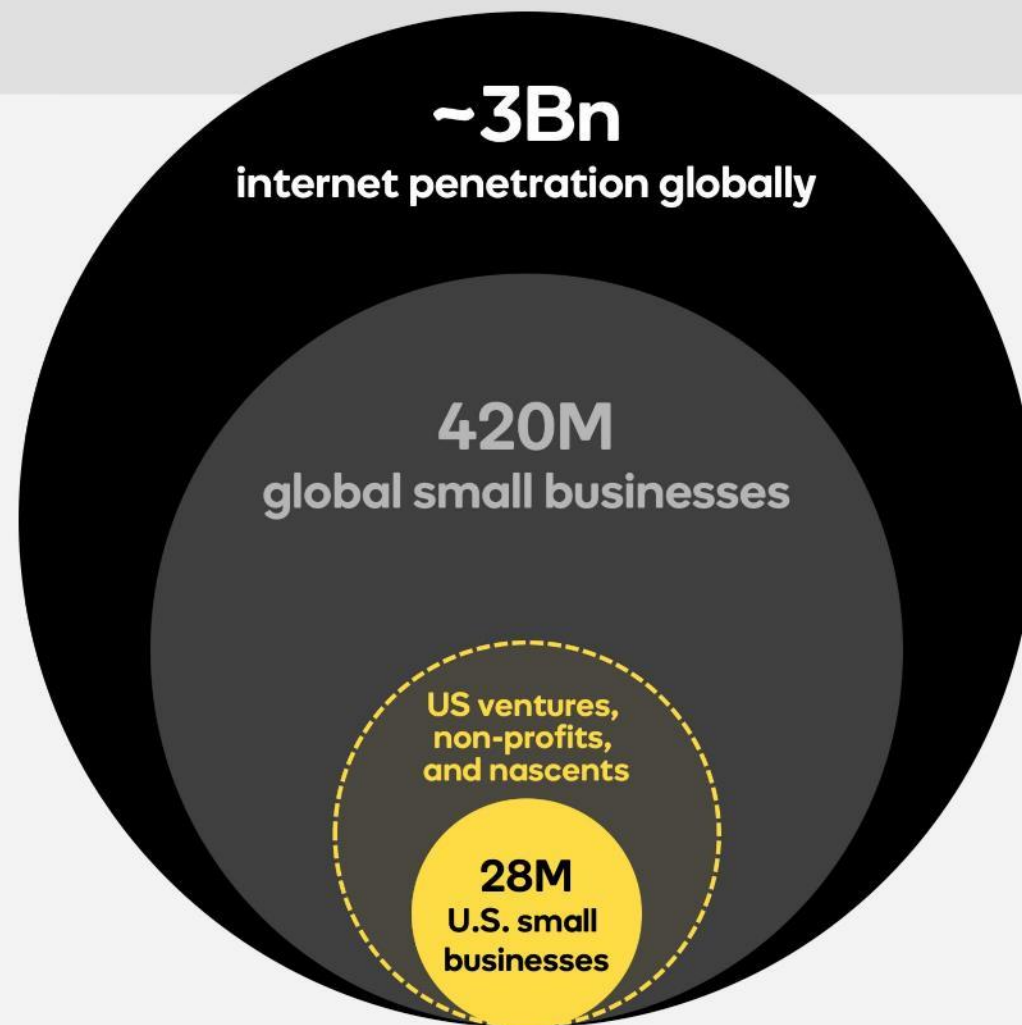 ~3Bn
internet penetration globally
420M
global small businesses
US ventures,
non-profits,
and nascents
28M
U.S. small
businesses